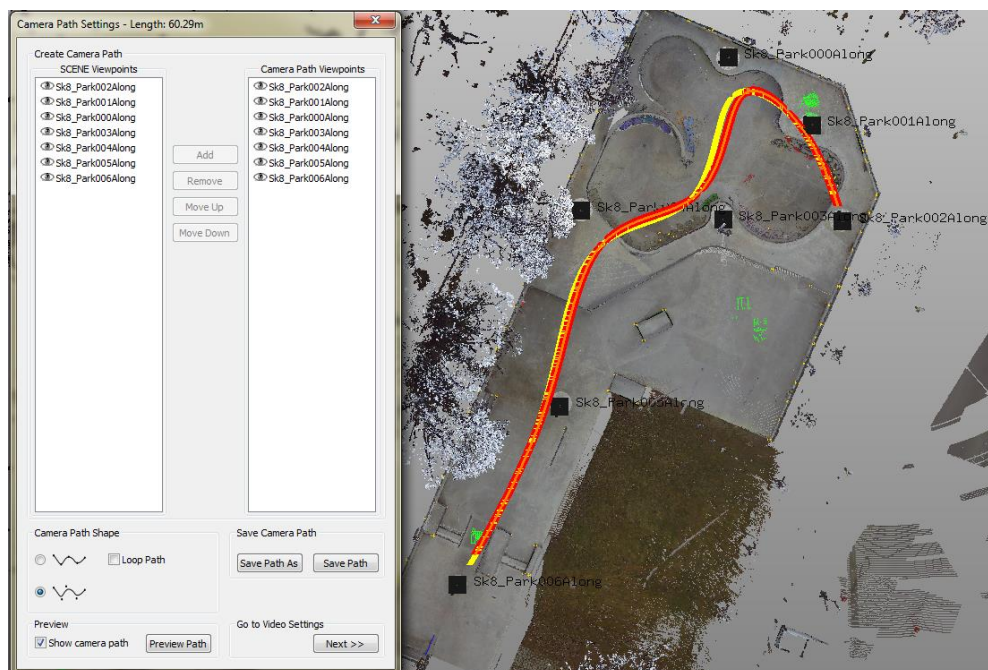 Camera Path Settings - Length: 60.29m
Create Camera Path
SCENE Viewpoints
Sk8_Park002Along
Sk8_Park001Along
Sk8_Park000Along
Sk8_Park003Along
Sk8_Park004Along
Sk8_Park005Along
Sk8_Park006Along
Add
Remove
Move Up
Move Down
Camera Path Viewpoints
Sk8_Park002Along
Sk8_Park001Along
Sk8_Park000Along
Sk8_Park003Along
Sk8_Park004Along
Sk8_Park005Along
Sk8_Park006Along
Camera Path Shape
Loop Path
Save Camera Path
Save Path As
Save Path
Preview
Show camera path
Preview Path
Go to Video Settings
Next >>
Sk8_Park000Along
Sk8_Park001Along
Sk8_Park003Along
Sk8_Park002Along
Sk8_Park005Along
Sk8_Park006Along